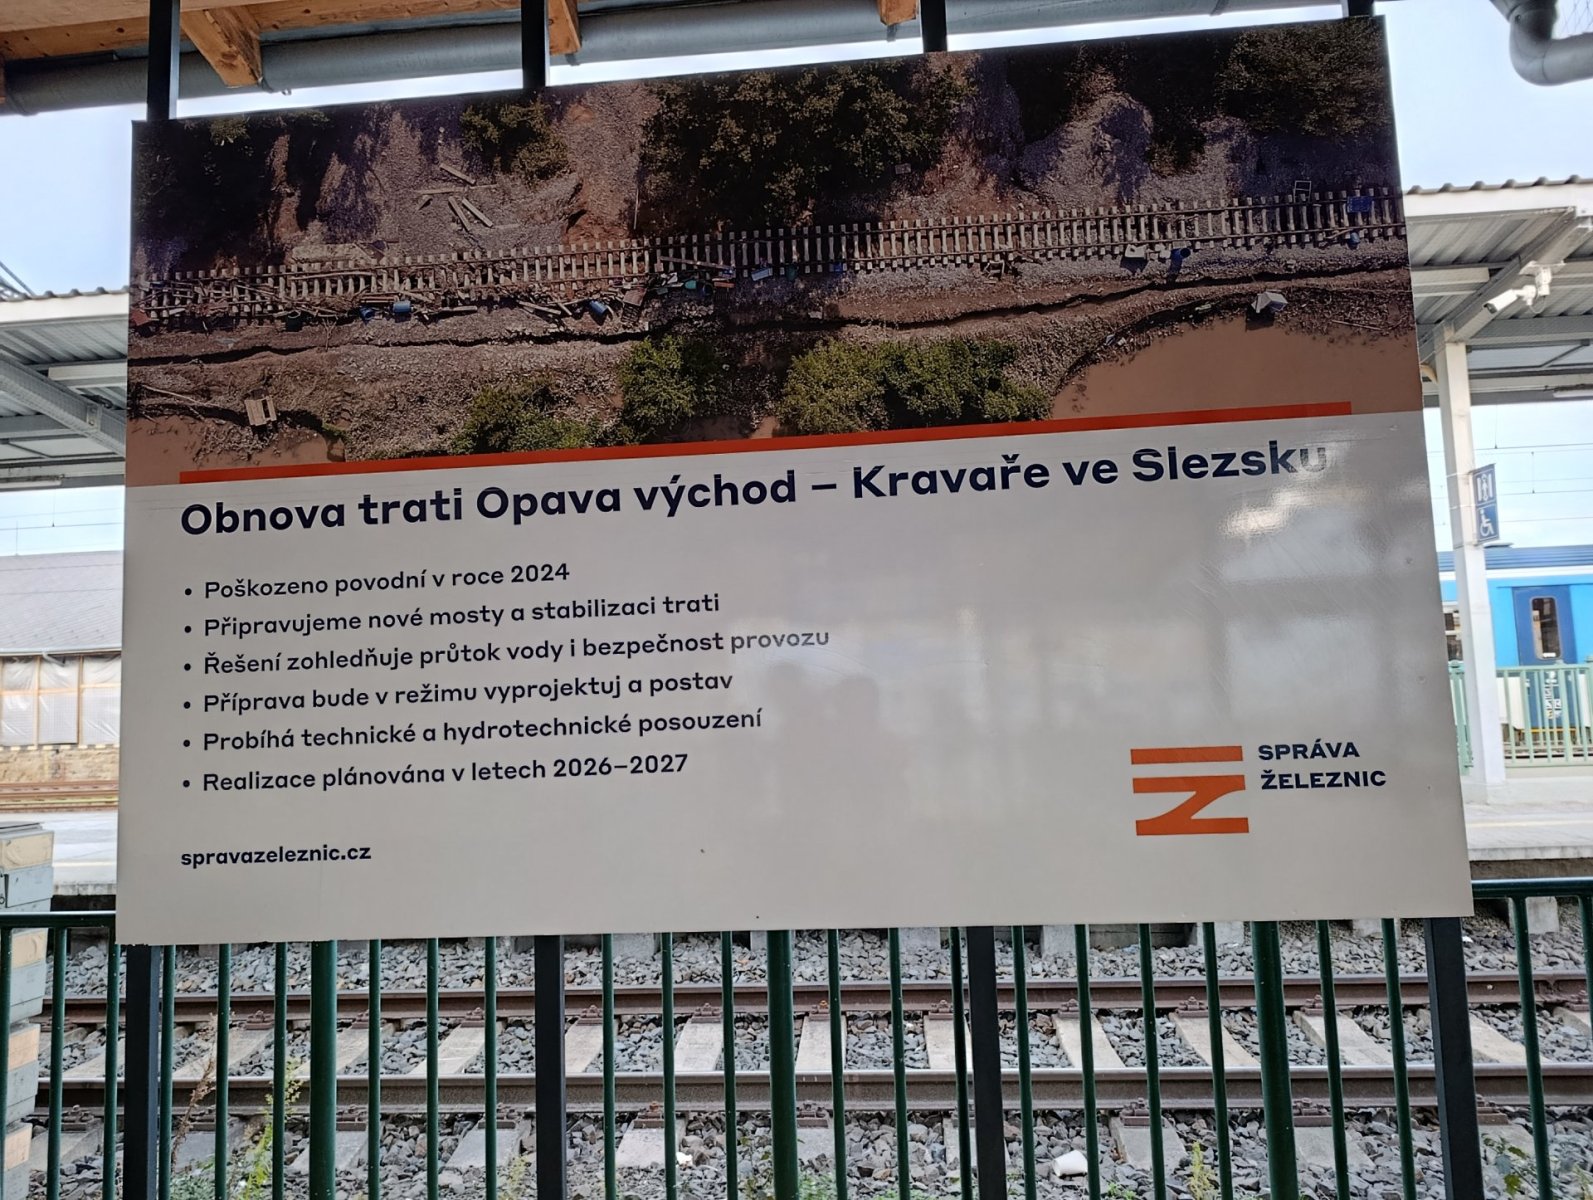 Obnova trati Opava východ – Kravaře ve Slezsku
• Poškozeno povodní v roce 2024
• Připravujeme nové mosty a stabilizaci trati
• Řešení zohledňuje průtok vody i bezpečnost provozu
• Příprava bude v režimu vyprojektuj a postav
• Probíhá technické a hydrotechnické posouzení
• Realizace plánována v letech 2026–2027
spravazeleznic.cz
SPRÁVA
ŽELEZNIC